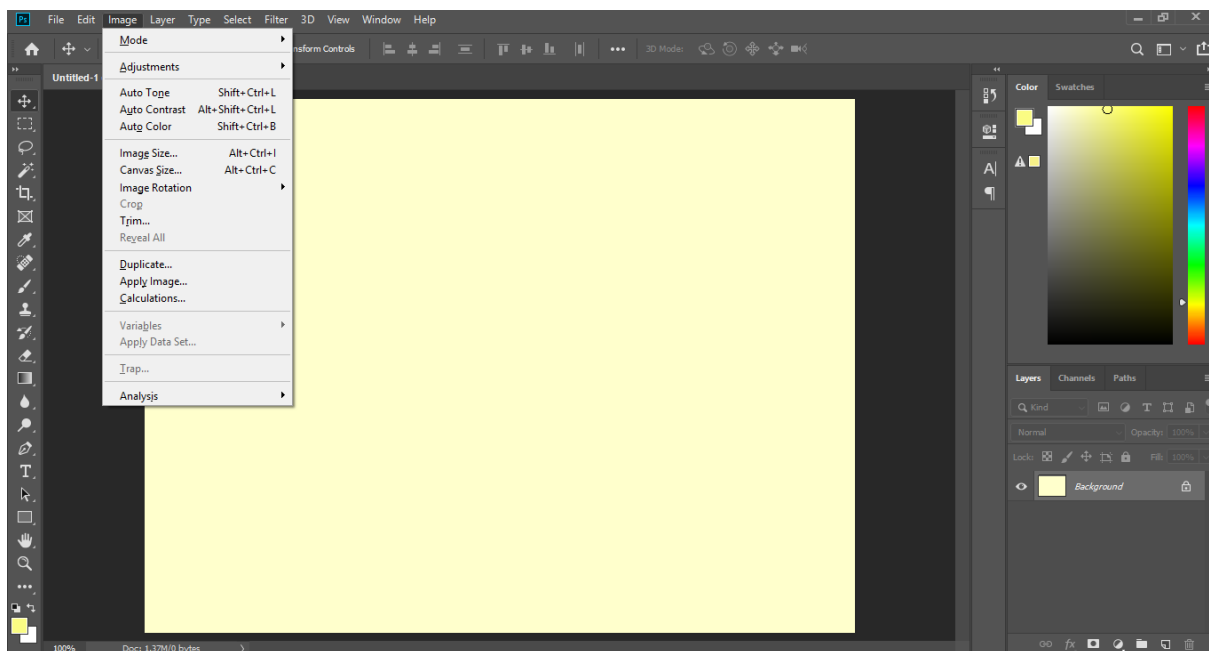 Ps File Edit Image Layer Type Select Filter 3D View Window Help
nsform Controls 3D Mode:
Untitled-1
Mode
Adjustments
Auto Tone Shift+Ctrl+L
Auto Contrast Alt+Shift+Ctrl+L
Auto Color Shift+Ctrl+B
Image Size... Alt+Ctrl+I
Canvas Size... Alt+Ctrl+C
Image Rotation
Crop
Trim...
Reveal All
Duplicate...
Apply Image...
Calculations...
Variables
Apply Data Set...
Trap...
Analysis
Color Swatches
Layers Channels Paths
Kind
Normal Opacity: 100%
Lock: Fill: 100%
Background
fx
100% Doc: 1.37M/0 bytes